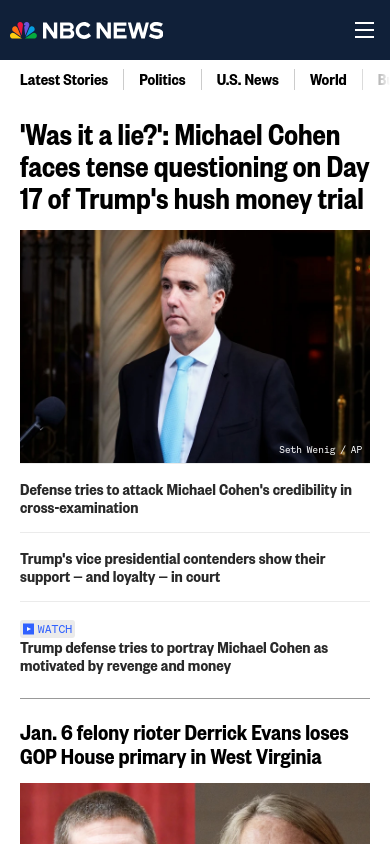 NBC NEWS
Latest Stories
Politics
U.S. News
World
'Was it a lie?': Michael Cohen
faces tense questioning on Day
17 of Trump's hush money trial
Seth Wenig / AP
Defense tries to attack Michael Cohen's credibility in
cross-examination
Trump's vice presidential contenders show their
support — and loyalty — in court
WATCH
Trump defense tries to portray Michael Cohen as
motivated by revenge and money
Jan. 6 felony rioter Derrick Evans loses
GOP House primary in West Virginia